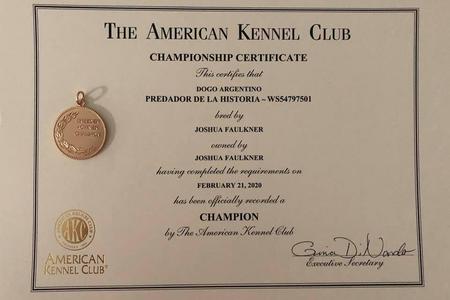 THE AMERICAN KENNEL CLUB
CHAMPIONSHIP CERTIFICATE
This certifies that
DOGO ARGENTINO
PREDADOR DE LA HISTORIA ~ WS54797501
bred by
JOSHUA FAULKNER
owned by
JOSHUA FAULKNER
having completed the requirements on
FEBRUARY 21, 2020
has been officially recorded a
CHAMPION
by The American Kennel Club
AKC
AMERICAN
KENNEL CLUB®
Executive Secretary